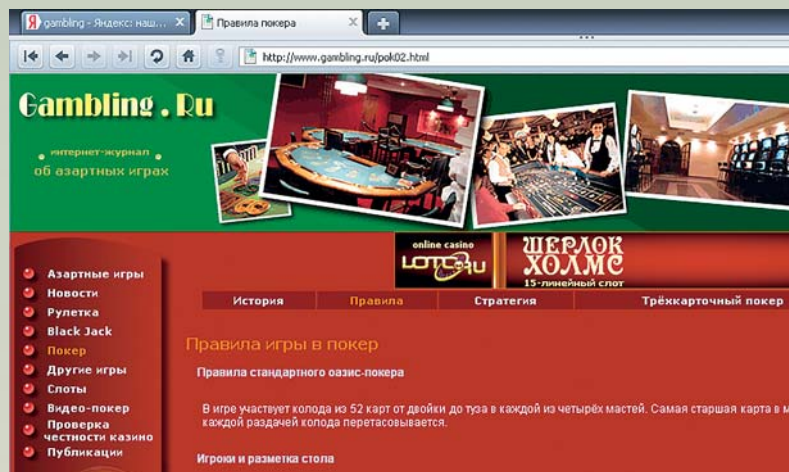 gambling - Яндекс: наш...
Правила покера
http://www.gambling.ru/pok02.html
Gambling.Ru
интернет-журнал
об азартных играх
online casino
LOTO.RU
ШЕРЛОК
ХОЛМС
15-линейный слот
История Правила Стратегия Трёхкарточный покер
Азартные игры
Новости
Рулетка
Black Jack
Покер
Другие игры
Слоты
Видео-покер
Проверка
честности казино
Публикации
Правила игры в покер
Правила стандартного оазис-покера
В игре участвует колода из 52 карт от двойки до туза в каждой из четырёх мастей. Самая старшая карта в
каждой раздачей колода перетасовывается.
Игроки и разметка стола